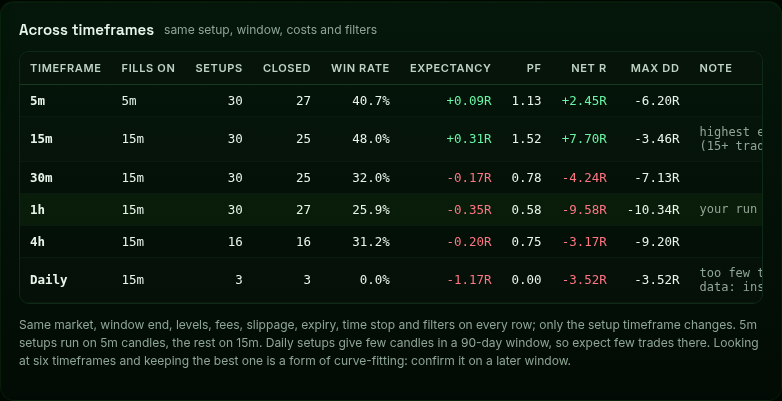 Across timeframes same setup, window, costs and filters
TIMEFRAME FILLS ON SETUPS CLOSED WIN RATE EXPECTANCY PF NET R MAX DD NOTE
5m 5m 30 27 40.7% +0.09R 1.13 +2.45R -6.20R
15m 15m 30 25 48.0% +0.31R 1.52 +7.70R -3.46R highest e
(15+ trad
30m 15m 30 25 32.0% -0.17R 0.78 -4.24R -7.13R
1h 15m 30 27 25.9% -0.35R 0.58 -9.58R -10.34R your run
4h 15m 16 16 31.2% -0.20R 0.75 -3.17R -9.20R
Daily 15m 3 3 0.0% -1.17R 0.00 -3.52R -3.52R too few t
data: ins
Same market, window end, levels, fees, slippage, expiry, time stop and filters on every row; only the setup timeframe changes. 5m
setups run on 5m candles, the rest on 15m. Daily setups give few candles in a 90-day window, so expect few trades there. Looking
at six timeframes and keeping the best one is a form of curve-fitting: confirm it on a later window.